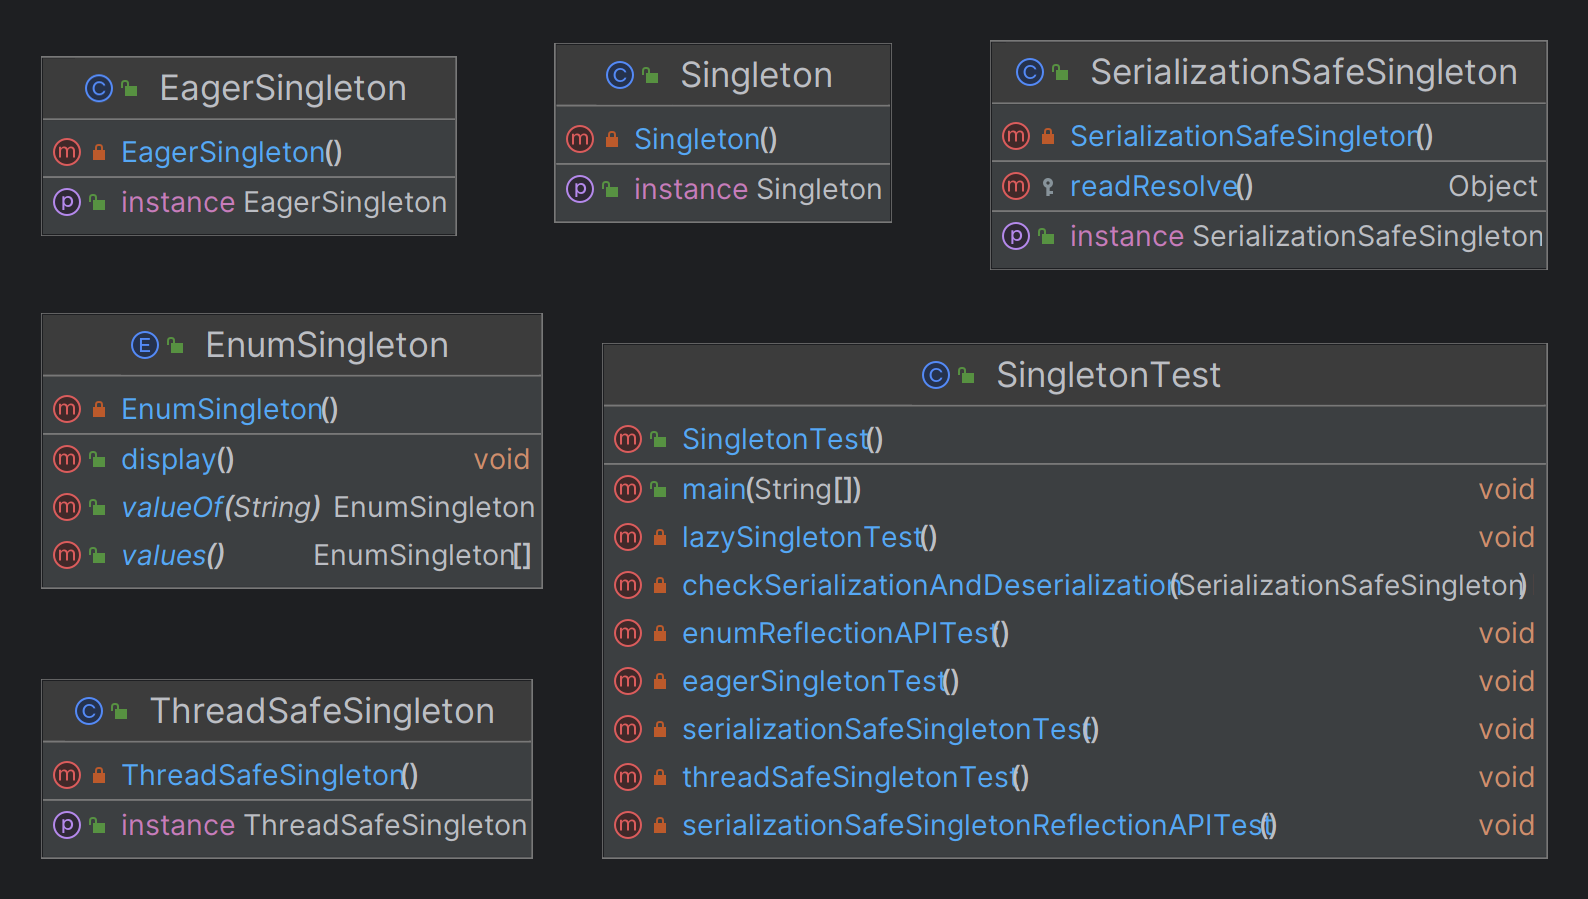 EagerSingleton
EagerSingleton()
instance EagerSingleton
Singleton
Singleton()
instance Singleton
SerializationSafeSingleton
SerializationSafeSingleton()
readResolve() Object
instance SerializationSafeSingleton
EnumSingleton
EnumSingleton()
display() void
valueOf(String) EnumSingleton
values() EnumSingleton[]
SingletonTest
SingletonTest()
main(String[]) void
lazySingletonTest() void
checkSerializationAndDeserialization(SerializationSafeSingleton)
enumReflectionAPITest() void
eagerSingletonTest() void
serializationSafeSingletonTest() void
threadSafeSingletonTest() void
serializationSafeSingletonReflectionAPITest() void
ThreadSafeSingleton
ThreadSafeSingleton()
instance ThreadSafeSingleton